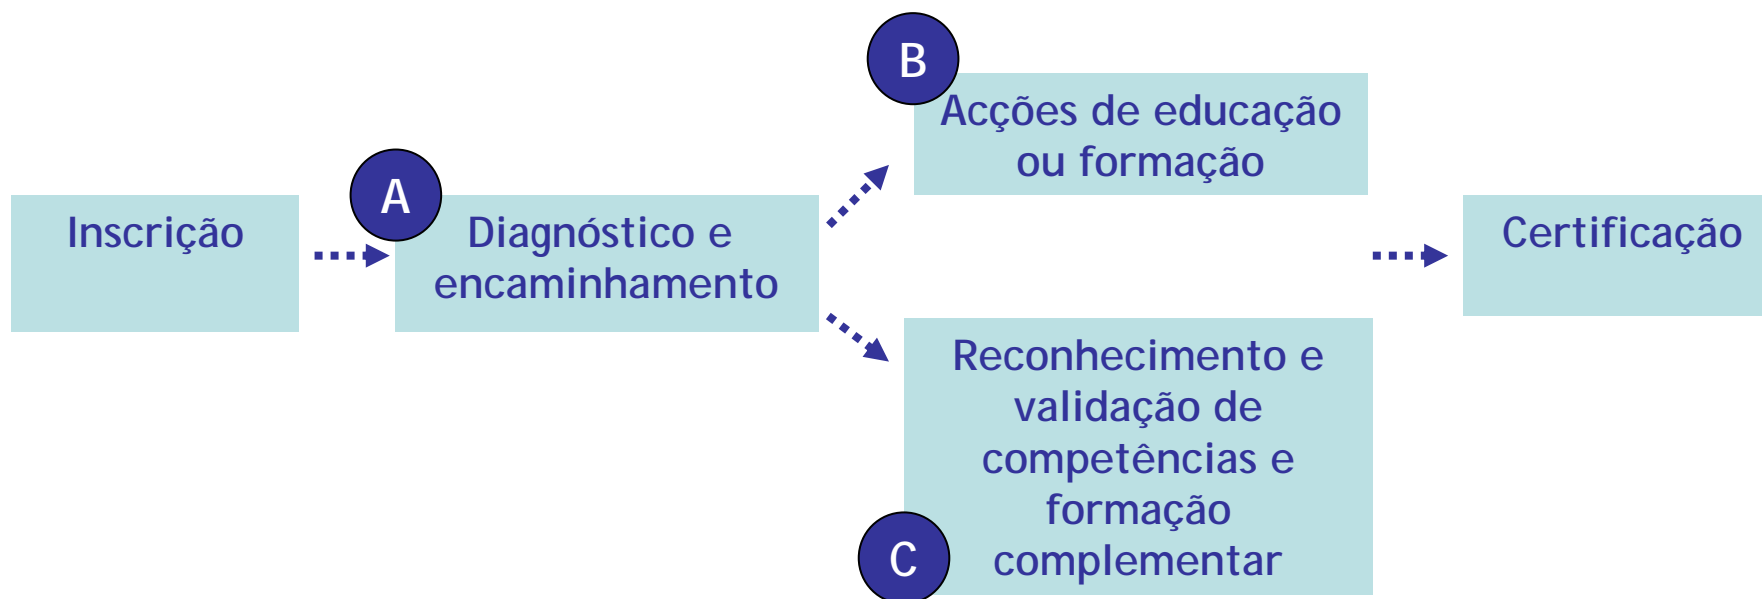 Inscrição
A
Diagnóstico e
encaminhamento
B
Acções de educação
ou formação
C
Reconhecimento e
validação de
competências e
formação
complementar
Certificação